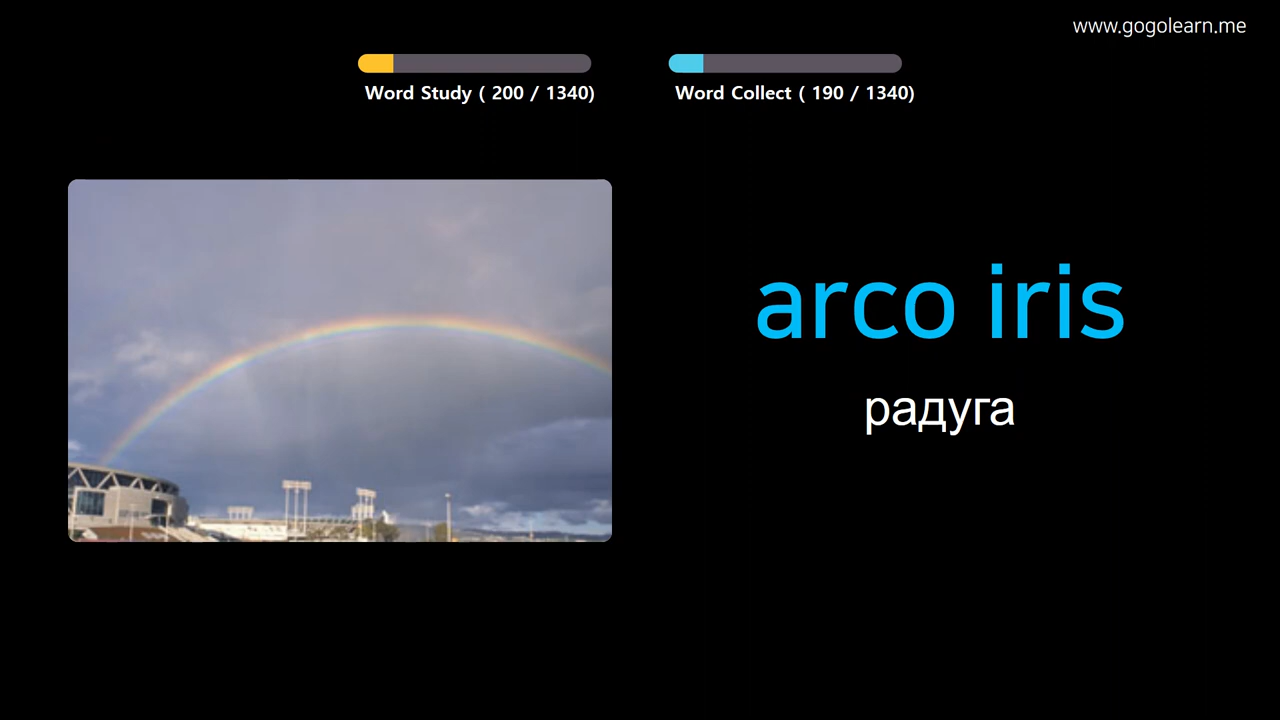 www.gogolearn.me
Word Study ( 200 / 1340)
Word Collect ( 190 / 1340)
arco iris
радуга